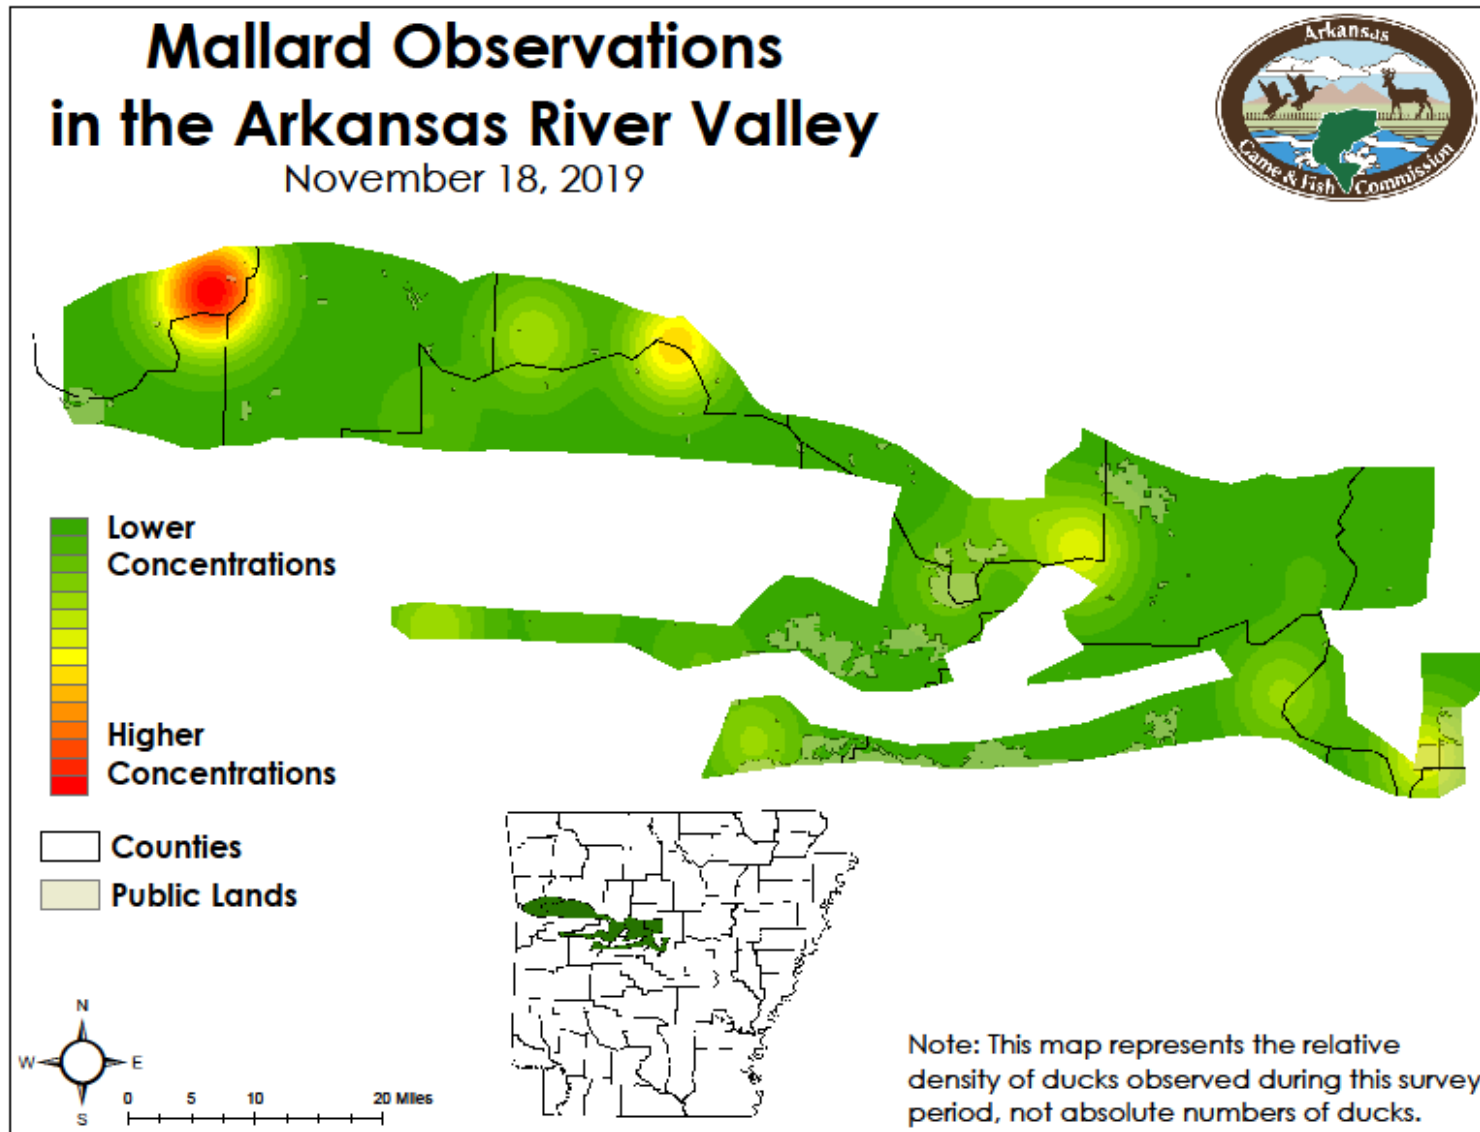 Mallard Observations
in the Arkansas River Valley
November 18, 2019
Arkansas
Game & Fish Commission
Lower
Concentrations
Higher
Concentrations
Counties
Public Lands
N
W E
S
0 5 10 20 Miles
Note: This map represents the relative
density of ducks observed during this survey
period, not absolute numbers of ducks.